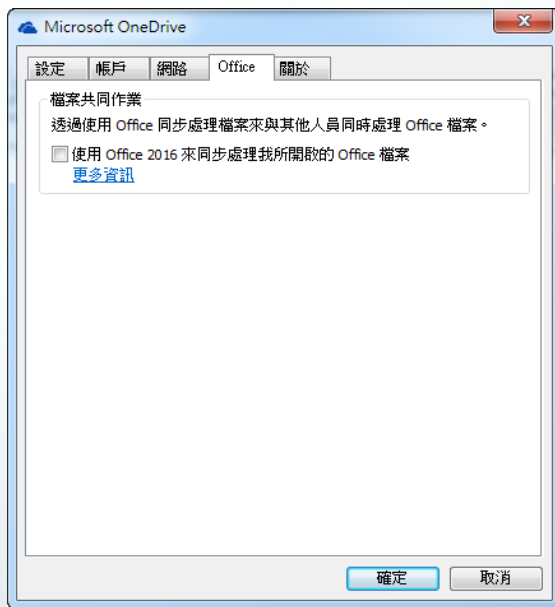 Microsoft OneDrive
設定 帳戶 網路 Office 關於
檔案共同作業
透過使用 Office 同步處理檔案來與其他人員同時處理 Office 檔案。
使用 Office 2016 來同步處理我所開啟的 Office 檔案
更多資訊
確定 取消